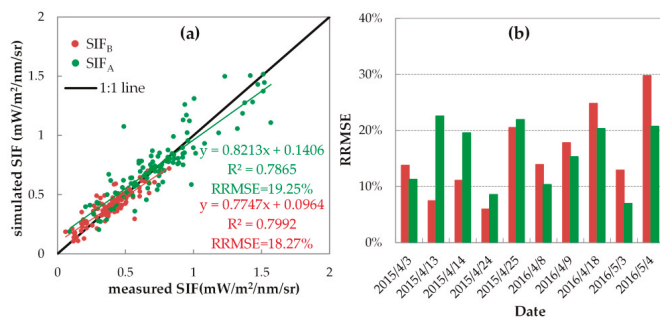 (a)
SIF_B
SIF_A
1:1 line
y = 0.8213x + 0.1406
R² = 0.7865
RRMSE=19.25%
y = 0.7747x + 0.0964
R² = 0.7992
RRMSE=18.27%
simulated SIF (mW/m²/nm/sr)
2
1.5
1
0.5
0
0 0.5 1 1.5 2
measured SIF(mW/m²/nm/sr)
(b)
RRMSE
40%
30%
20%
10%
0%
2015/4/3
2015/4/13
2015/4/14
2015/4/24
2015/4/25
2016/4/8
2016/4/9
2016/4/18
2016/5/3
2016/5/4
Date